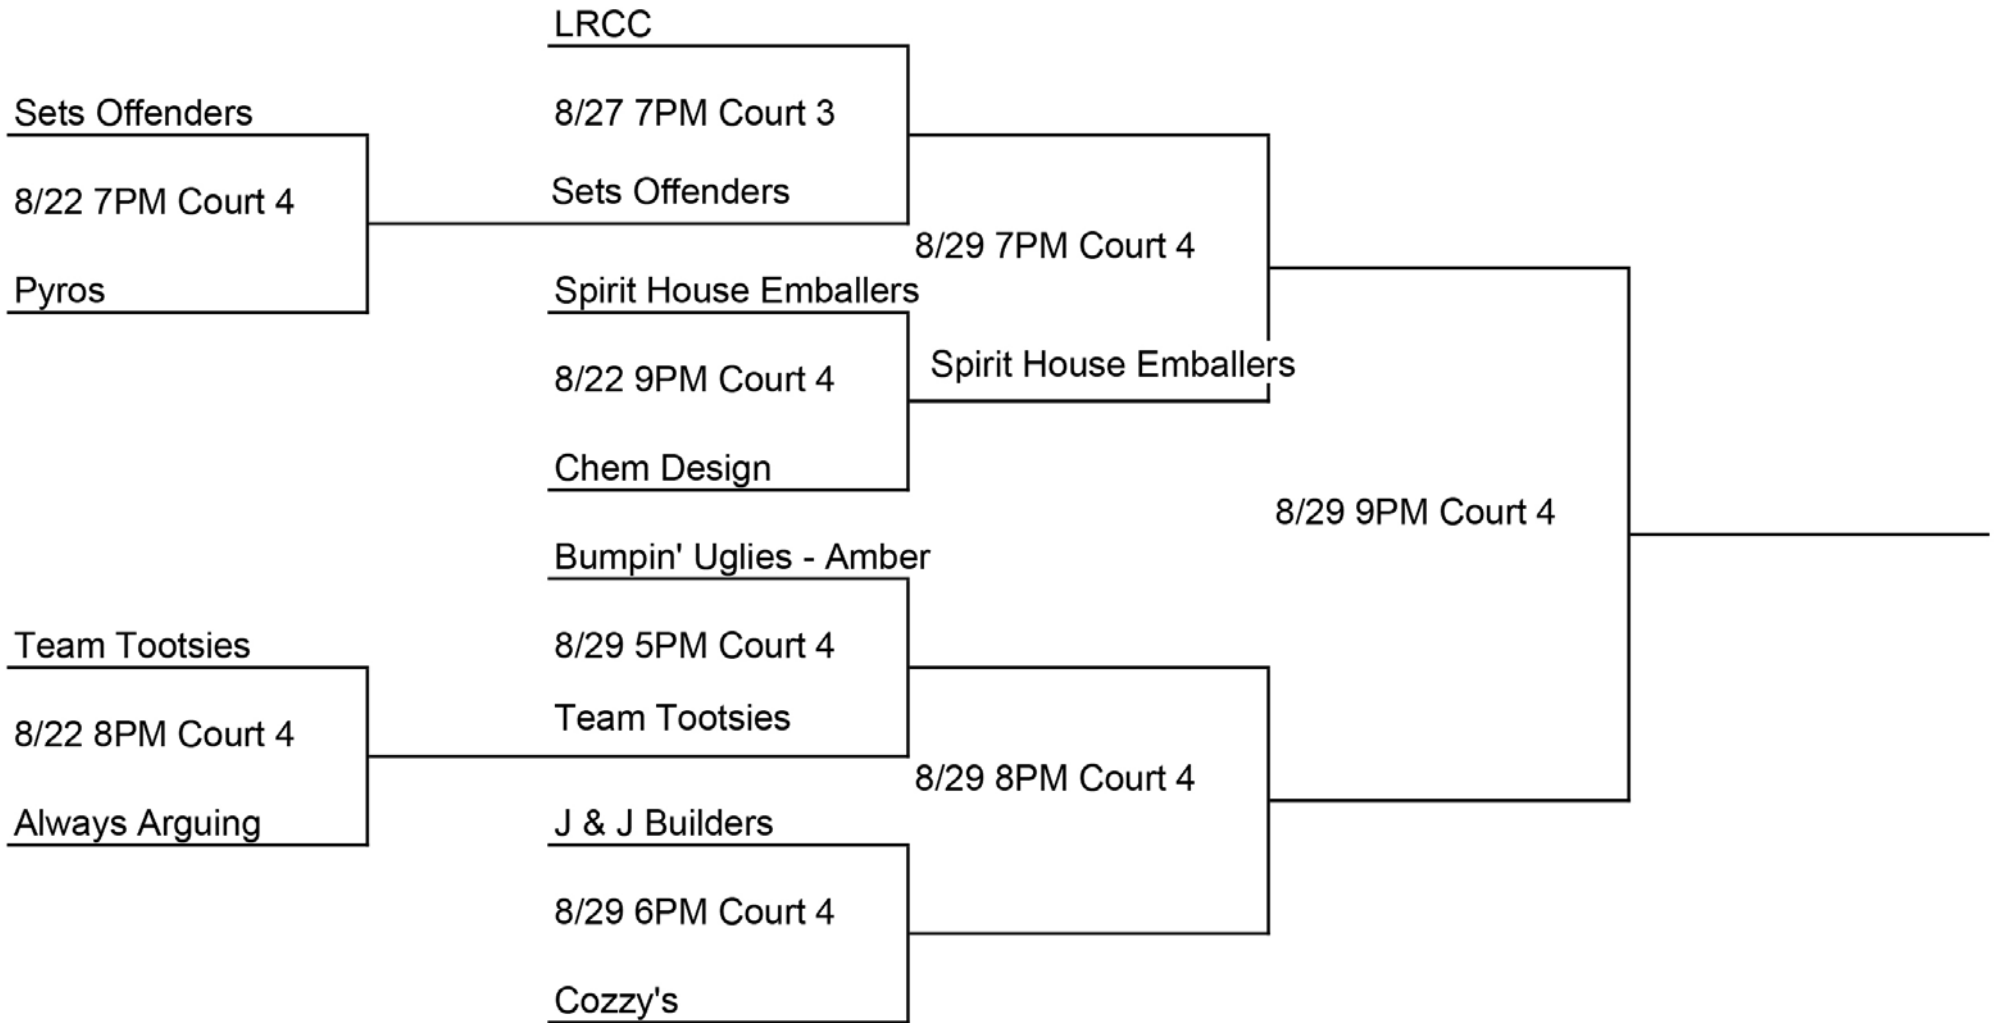 LRCC
Sets Offenders
8/27 7PM Court 3
8/22 7PM Court 4
Sets Offenders
8/29 7PM Court 4
Pyros
Spirit House Emballers
8/22 9PM Court 4
Spirit House Emballers
Chem Design
8/29 9PM Court 4
Bumpin' Uglies - Amber
Team Tootsies
8/29 5PM Court 4
8/22 8PM Court 4
Team Tootsies
8/29 8PM Court 4
Always Arguing
J & J Builders
8/29 6PM Court 4
Cozzy's